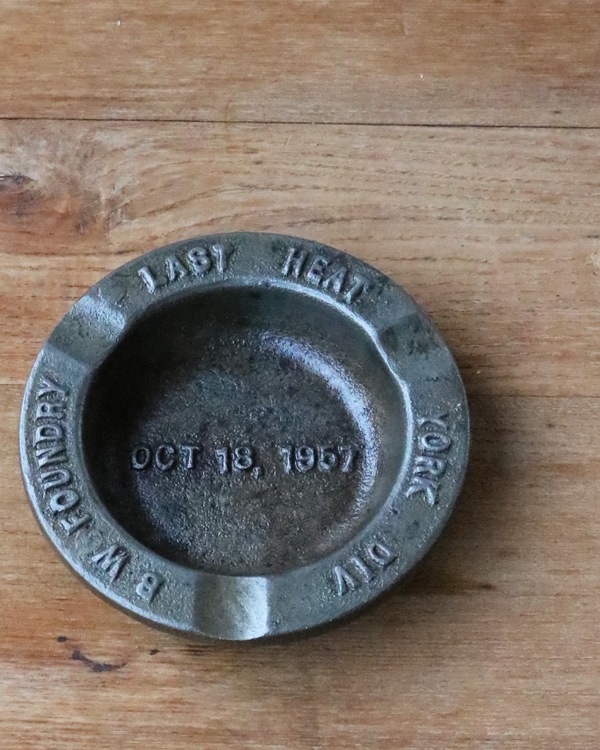 LAST HEAT
YORK DIV
B W FOUNDRY
OCT 18, 1957